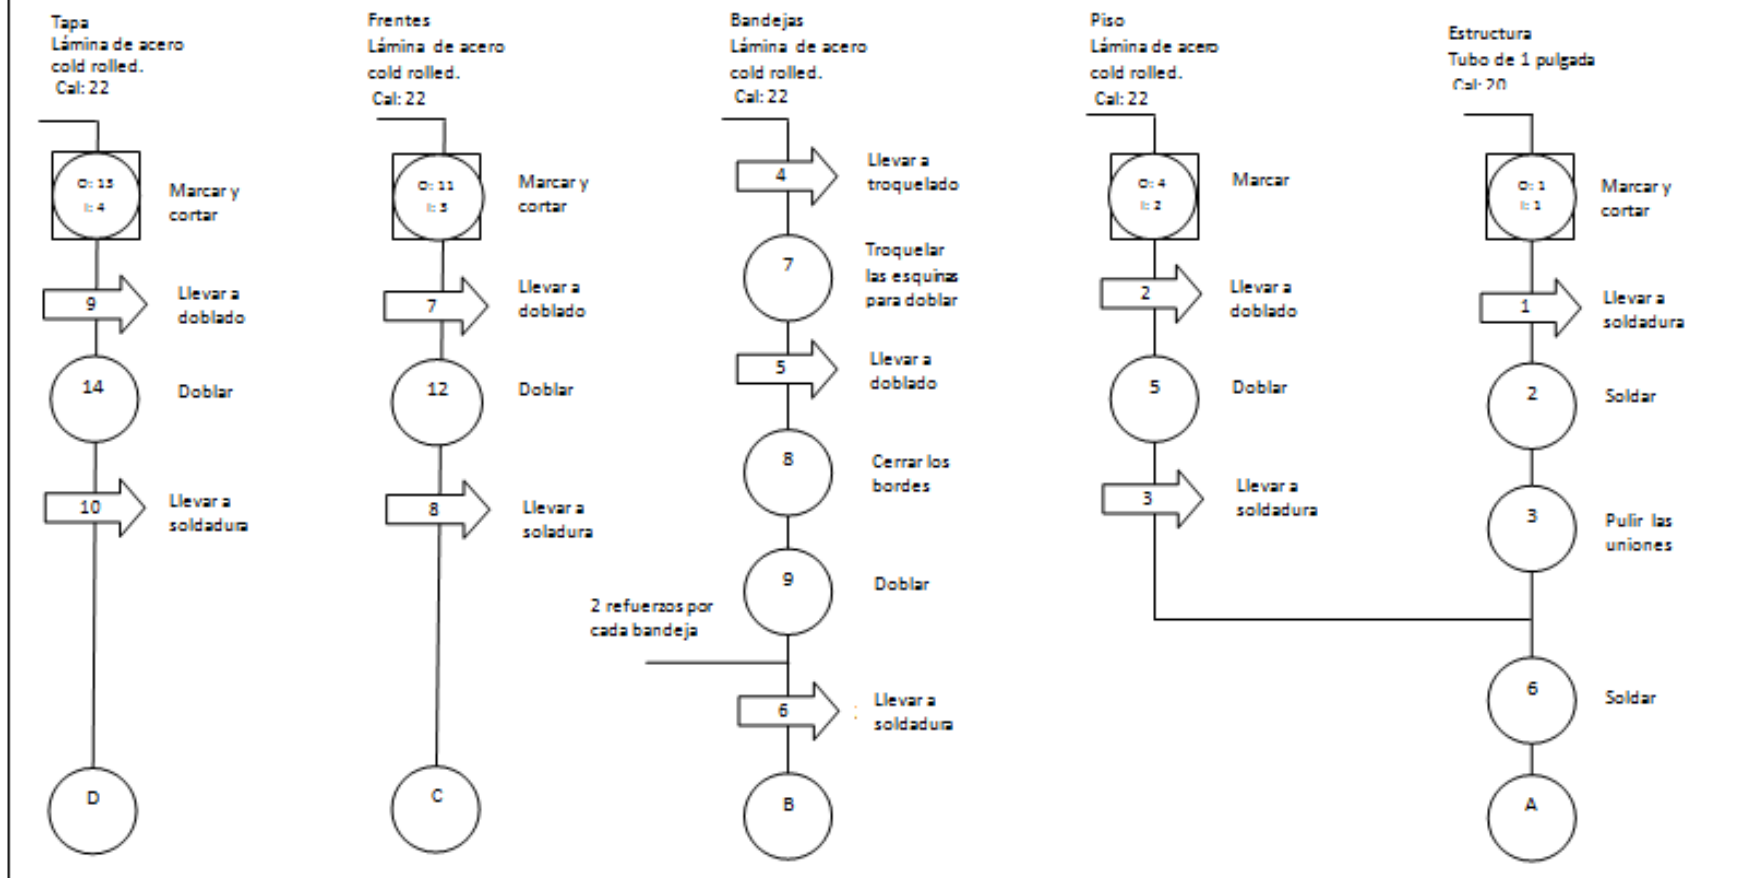 Tapa
Lámina de acero
cold rolled.
Cal: 22
O: 13
I: 4
Marcar y
cortar
9
Llevar a
doblado
14
Doblar
10
Llevar a
soldadura
D
Frentes
Lámina de acero
cold rolled.
Cal: 22
O: 11
I: 3
Marcar y
cortar
7
Llevar a
doblado
12
Doblar
8
Llevar a
soladura
C
Bandejas
Lámina de acero
cold rolled.
Cal: 22
4
Llevar a
troquelado
7
Troquelar
las esquinas
para doblar
5
Llevar a
doblado
8
Cerrar los
bordes
9
Doblar
2 refuerzos por
cada bandeja
6
Llevar a
soldadura
B
Piso
Lámina de acero
cold rolled.
Cal: 22
O: 4
I: 2
Marcar
2
Llevar a
doblado
5
Doblar
3
Llevar a
soldadura
Estructura
Tubo de 1 pulgada
Cal: 20
O: 1
I: 1
Marcar y
cortar
1
Llevar a
soldadura
2
Soldar
3
Pulir las
uniones
6
Soldar
A